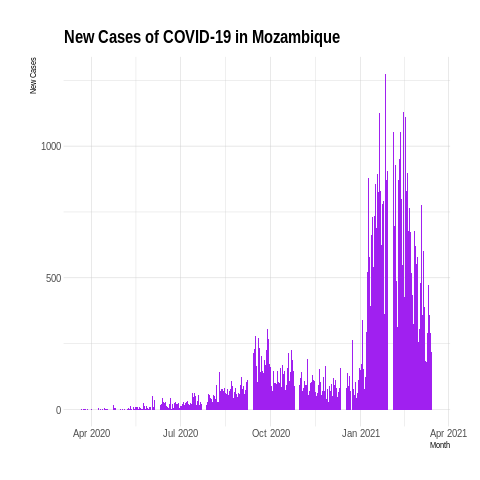 New Cases of COVID-19 in Mozambique
New Cases
1000
500
0
Apr 2020 Jul 2020 Oct 2020 Jan 2021 Apr 2021
Month